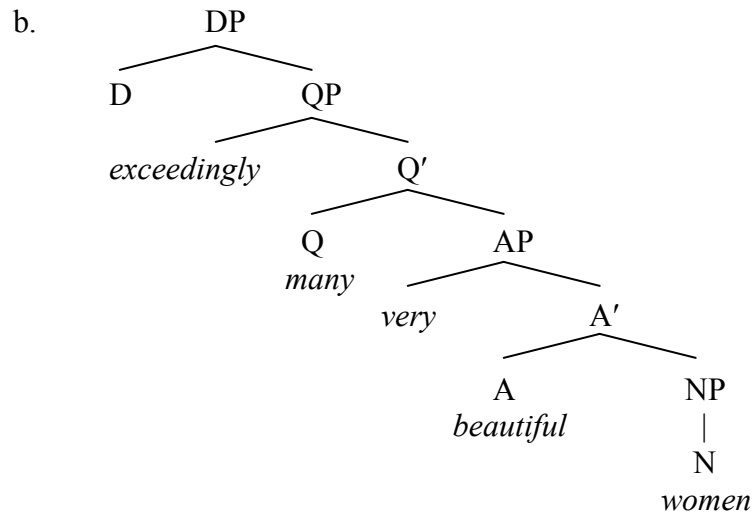 b. DP
D QP
exceedingly Q′
Q AP
many
very A′
A NP
beautiful
N
women